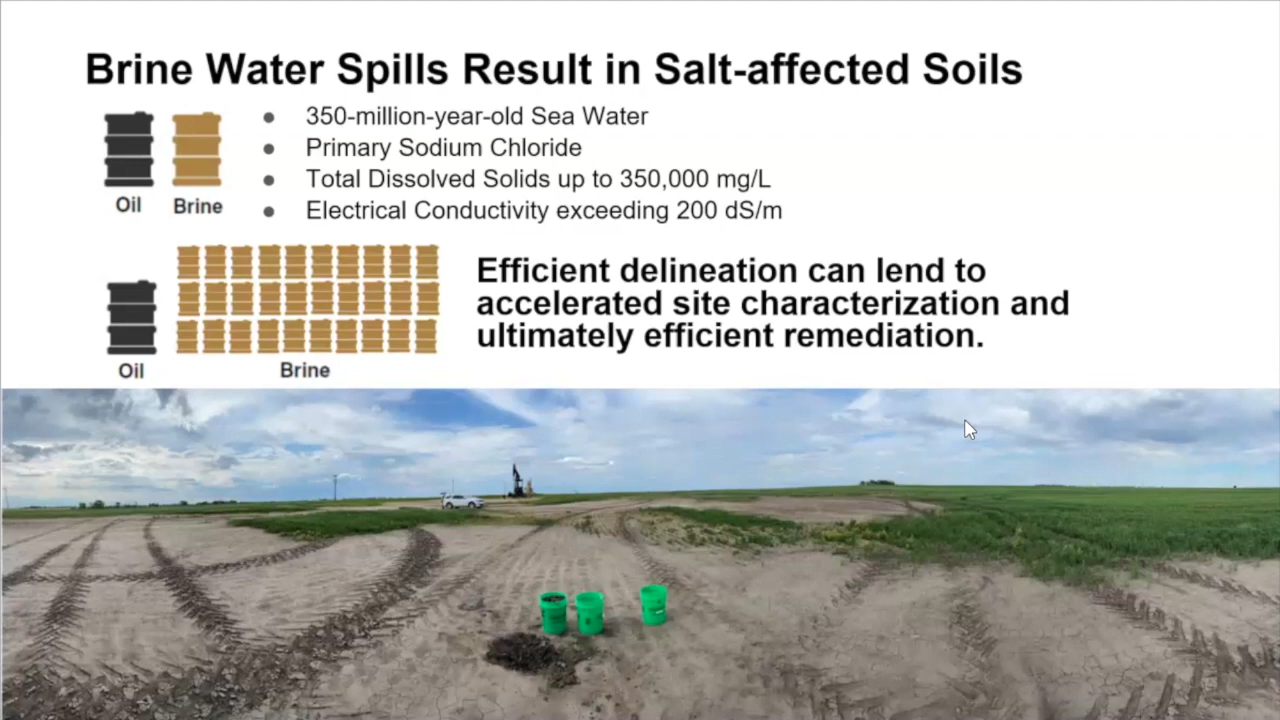 Brine Water Spills Result in Salt-affected Soils
350-million-year-old Sea Water
Primary Sodium Chloride
Total Dissolved Solids up to 350,000 mg/L
Electrical Conductivity exceeding 200 dS/m
Oil
Brine
Efficient delineation can lend to
accelerated site characterization and
ultimately efficient remediation.
Oil
Brine